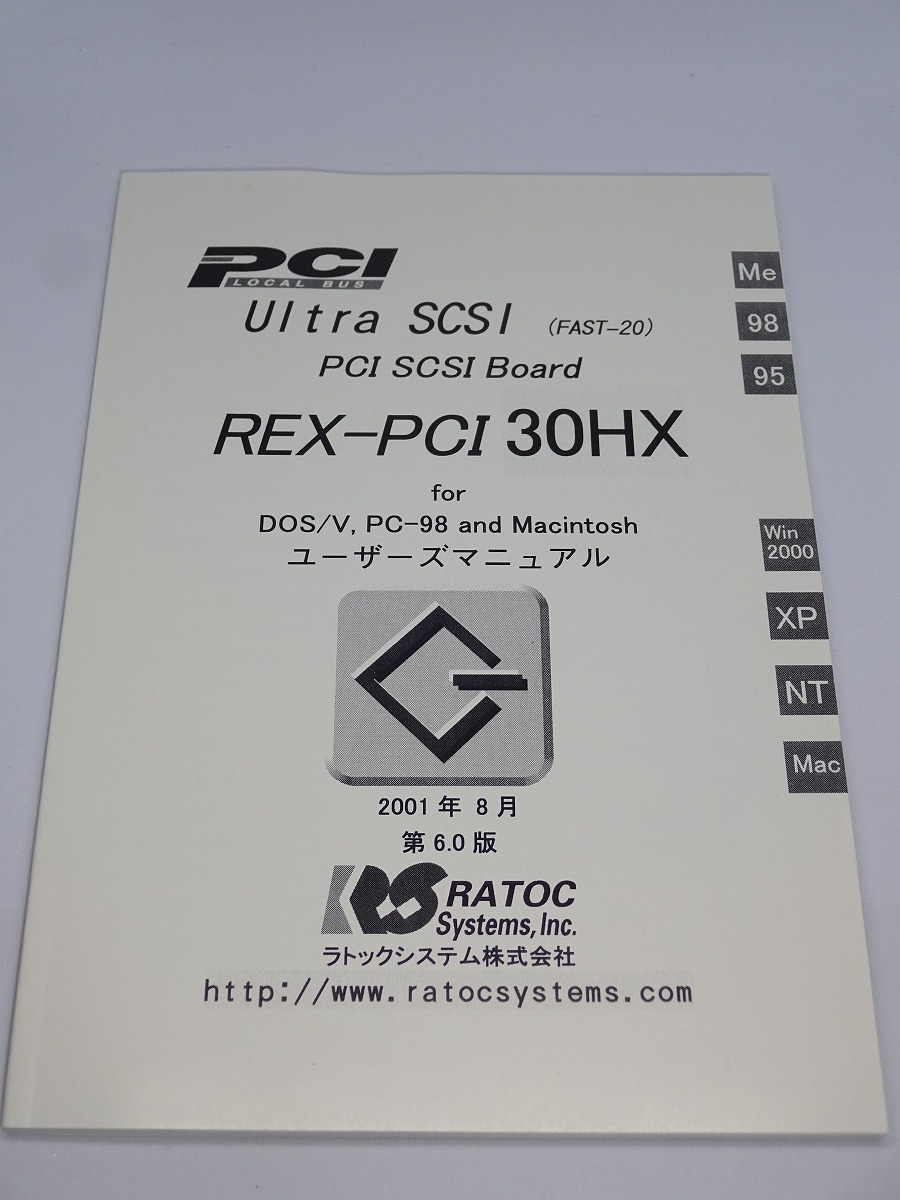 PCI
LOCAL BUS
Ultra SCSI (FAST-20)
PCI SCSI Board
REX-PCI 30HX
for
DOS/V, PC-98 and Macintosh
ユーザーズマニュアル
2001年 8月
第6.0版
RATOC
Systems, Inc.
ラトックシステム株式会社
http://www.ratocsystems.com
Me
98
95
Win
2000
XP
NT
Mac